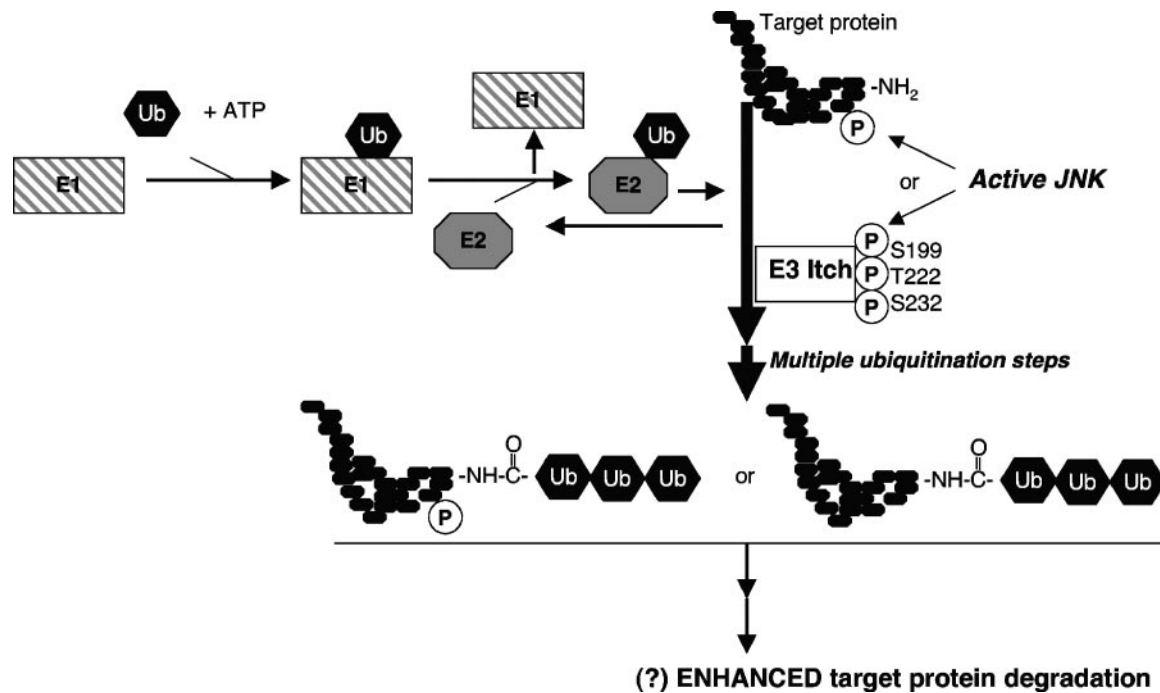 Target protein
Ub + ATP
E1
-NH₂
Ub
Ub
P
E1
E1
E2
or
Active JNK
E2
P
S199
E3 Itch
P
T222
P
S232
Multiple ubiquitination steps
O
-NH-C-
Ub Ub Ub
P
or
O
-NH-C-
Ub Ub Ub
(?) ENHANCED target protein degradation